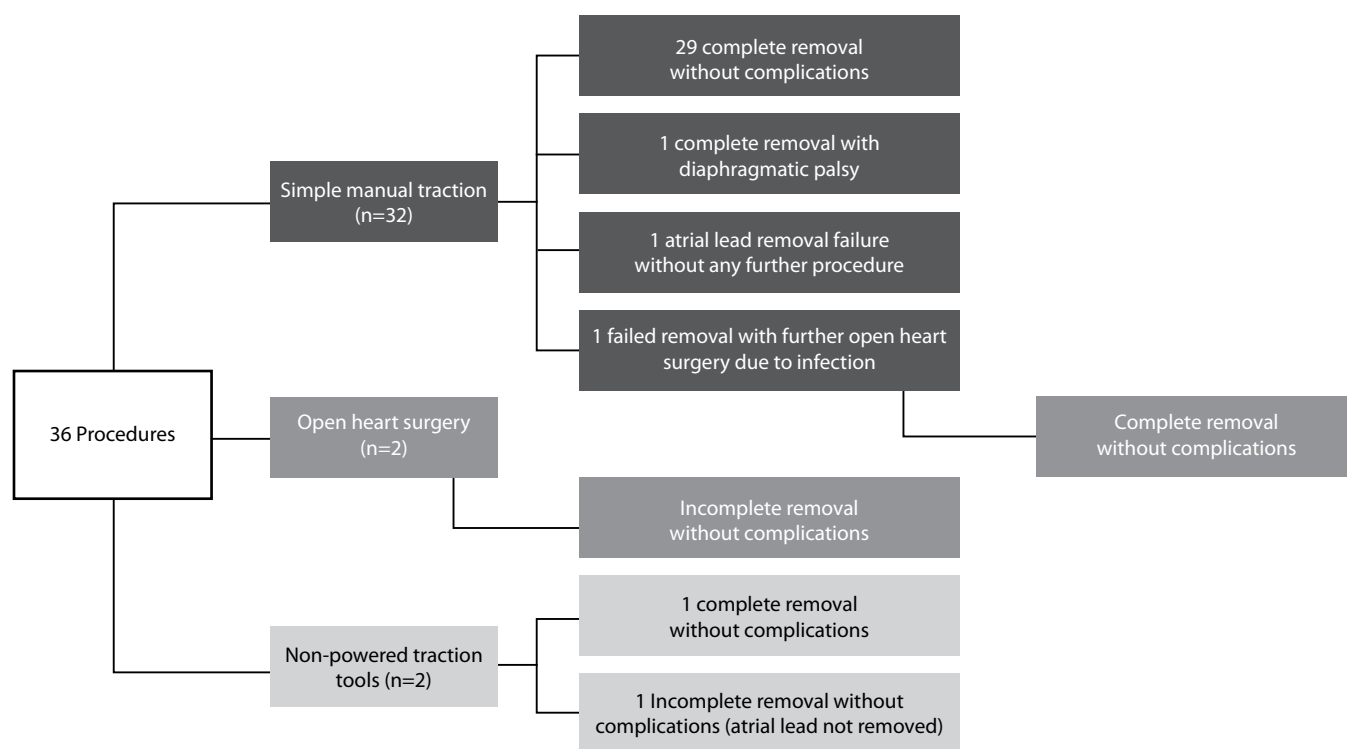 36 Procedures
Simple manual traction
(n=32)
29 complete removal
without complications
1 complete removal with
diaphragmatic palsy
1 atrial lead removal failure
without any further procedure
1 failed removal with further open heart
surgery due to infection
Complete removal
without complications
Open heart surgery
(n=2)
Incomplete removal
without complications
Non-powered traction
tools (n=2)
1 complete removal
without complications
1 Incomplete removal without
complications (atrial lead not removed)